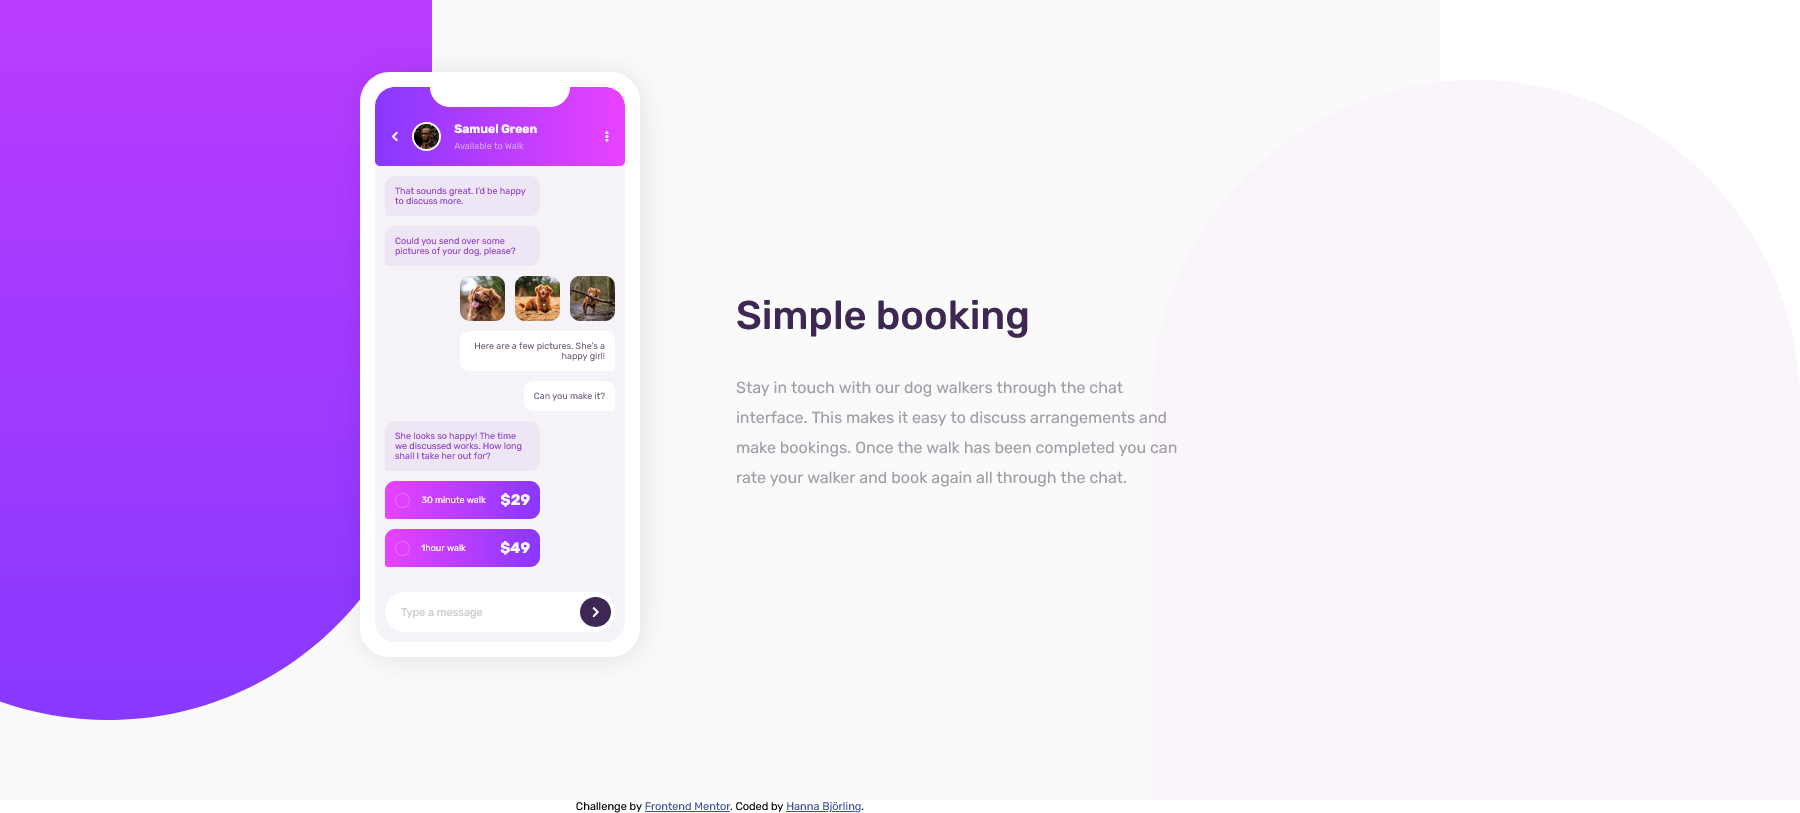 Samuel Green
Available to Walk
That sounds great. I'd be happy
to discuss more.
Could you send over some
pictures of your dog, please?
Here are a few pictures. She's a
happy girl!
Can you make it?
She looks so happy! The time
we discussed works. How long
shall I take her out for?
30 minute walk $29
1hour walk $49
Type a message
Simple booking
Stay in touch with our dog walkers through the chat
interface. This makes it easy to discuss arrangements and
make bookings. Once the walk has been completed you can
rate your walker and book again all through the chat.
Challenge by Frontend Mentor. Coded by Hanna Björling.